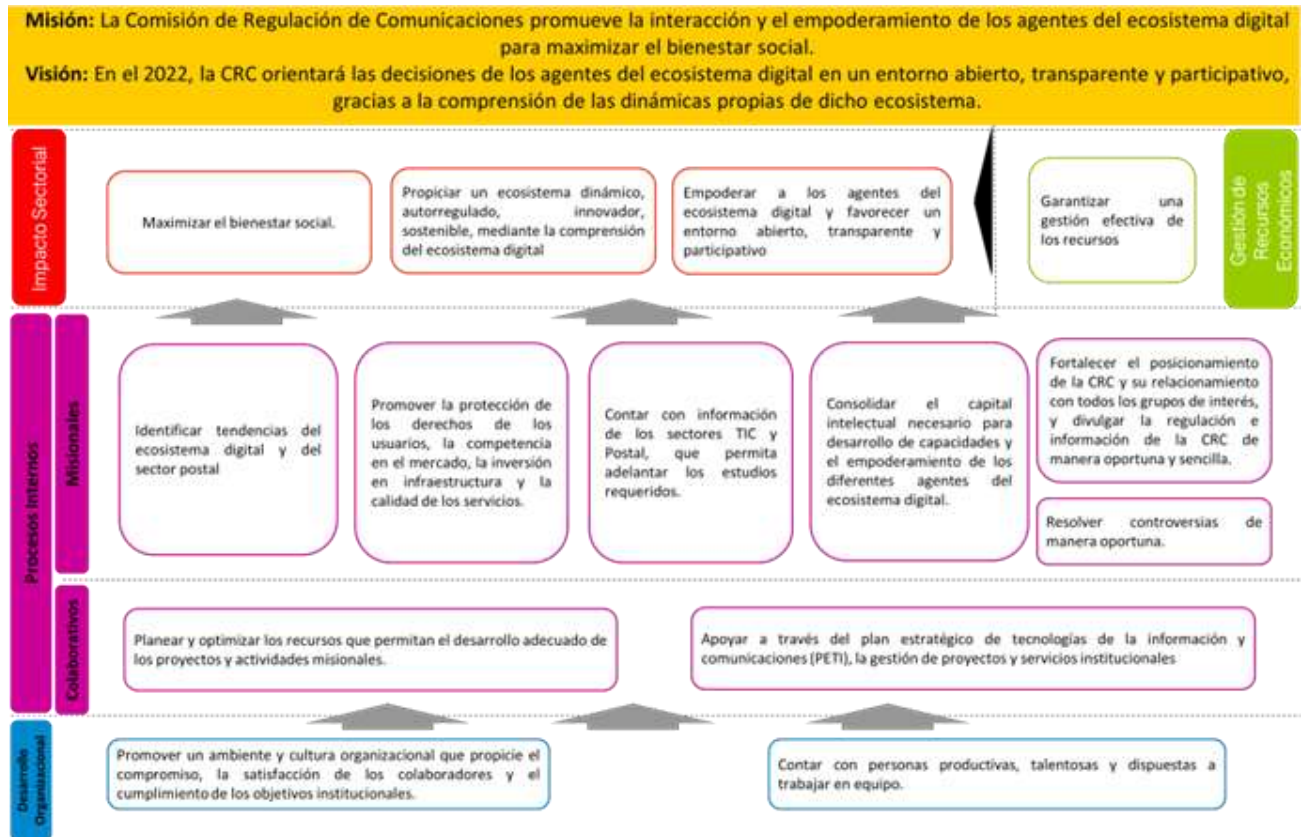 Misión: La Comisión de Regulación de Comunicaciones promueve la interacción y el empoderamiento de los agentes del ecosistema digital
para maximizar el bienestar social.
Visión: En el 2022, la CRC orientará las decisiones de los agentes del ecosistema digital en un entorno abierto, transparente y participativo,
gracias a la comprensión de las dinámicas propias de dicho ecosistema.
Impacto Sectorial
Maximizar el bienestar social.
Propiciar un ecosistema dinámico,
autorregulado, innovador,
sostenible, mediante la comprensión
del ecosistema digital
Empoderar a los agentes del
ecosistema digital y favorecer un
entorno abierto, transparente y
participativo
Garantizar una
gestión efectiva de
los recursos
Gestión de
Recursos
Económicos
Procesos Internos
Misionales
Identificar tendencias del
ecosistema digital y del
sector postal
Promover la protección de
los derechos de los
usuarios, la competencia
en el mercado, la inversión
en infraestructura y la
calidad de los servicios.
Contar con información
de los sectores TIC y
Postal, que permita
adelantar los estudios
requeridos.
Consolidar el capital
intelectual necesario para
desarrollo de capacidades y
el empoderamiento de los
diferentes agentes del
ecosistema digital.
Fortalecer el posicionamiento
de la CRC y su relacionamiento
con todos los grupos de interés,
y divulgar la regulación e
información de la CRC de
manera oportuna y sencilla.
Resolver controversias de
manera oportuna.
Colaborativos
Planear y optimizar los recursos que permitan el desarrollo adecuado de
los proyectos y actividades misionales.
Apoyar a través del plan estratégico de tecnologías de la información y
comunicaciones (PETI), la gestión de proyectos y servicios institucionales
Desarrollo
Organizacional
Promover un ambiente y cultura organizacional que propicie el
compromiso, la satisfacción de los colaboradores y el
cumplimiento de los objetivos institucionales.
Contar con personas productivas, talentosas y dispuestas a
trabajar en equipo.